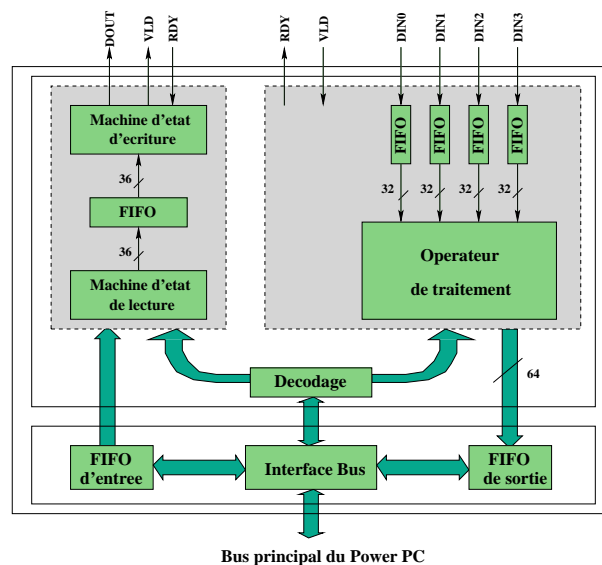 DOUT
VLD
RDY
RDY
VLD
DIN0
DIN1
DIN2
DIN3
Machine d'etat
d'ecriture
FIFO
FIFO
FIFO
FIFO
36
32
32
32
32
FIFO
36
Operateur
de traitement
Machine d'etat
de lecture
Decodage
64
FIFO
d'entree
Interface Bus
FIFO
de sortie
Bus principal du Power PC